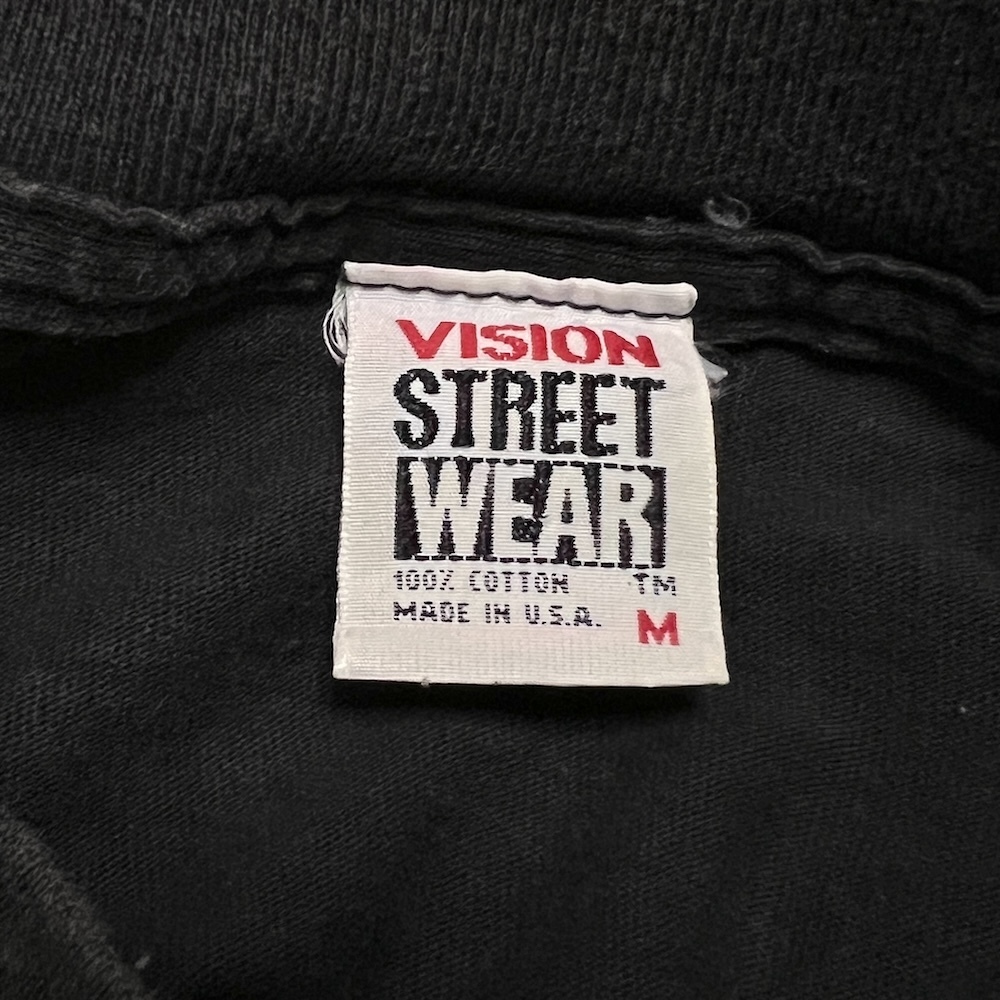 VISION
STREET
WEAR
100% COTTON TM
MADE IN U.S.A. M